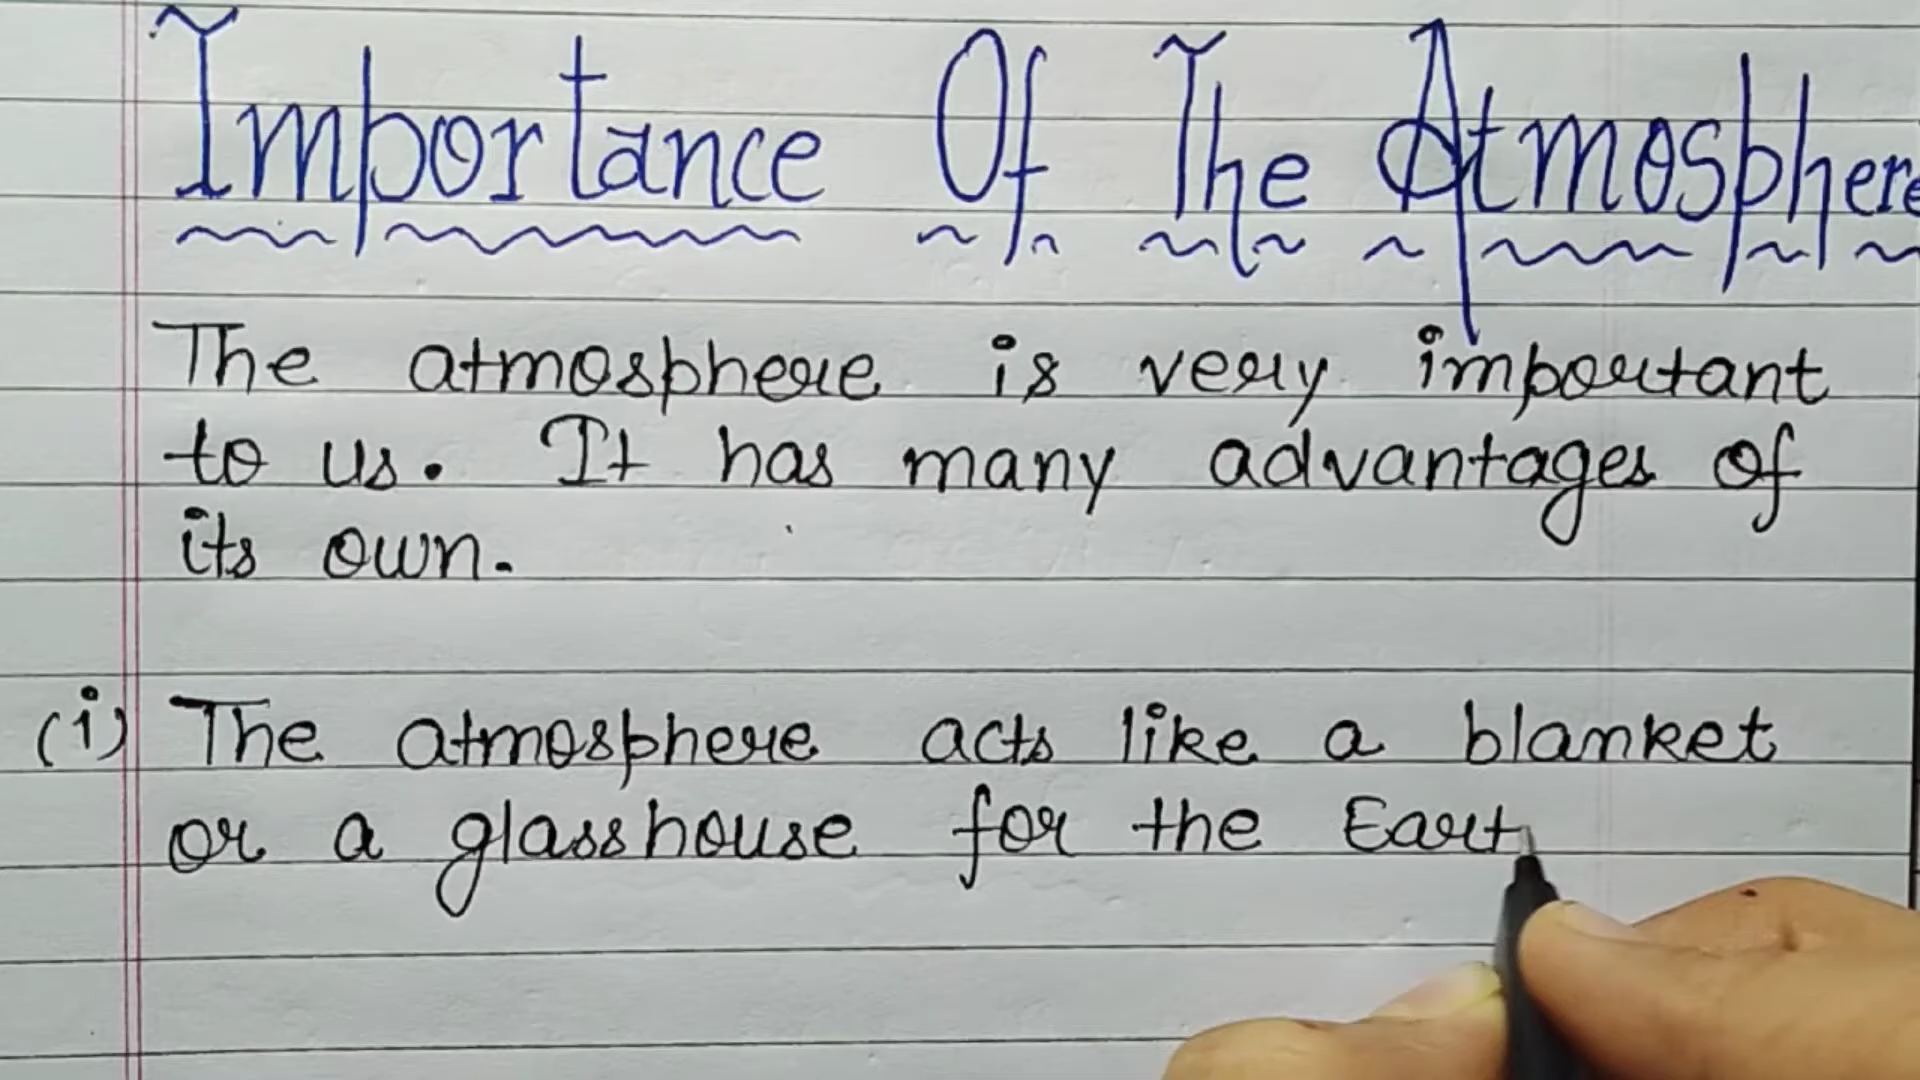 Importance Of The Atmosphere
The atmosphere is very important
to us. It has many advantages of
its own.
(i) The atmosphere acts like a blanket
or a glasshouse for the Eart